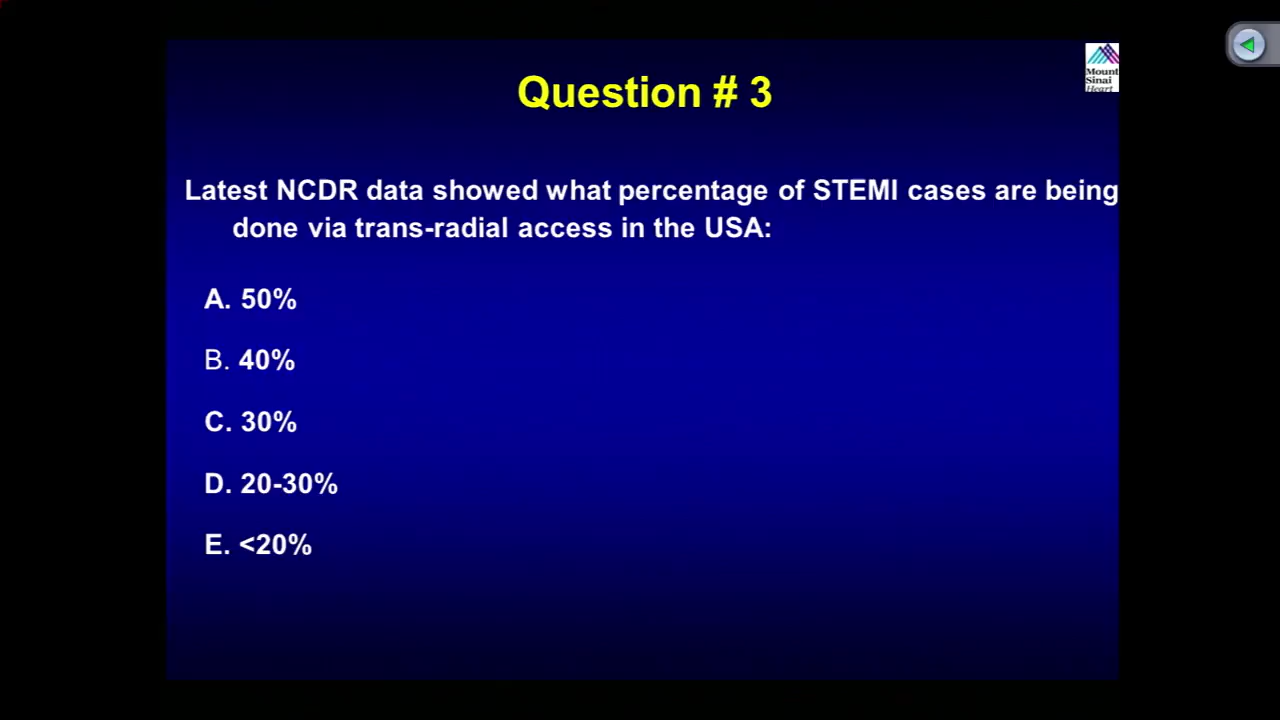 Mount
Sinai
Heart
Question # 3
Latest NCDR data showed what percentage of STEMI cases are being
done via trans-radial access in the USA:
A. 50%
B. 40%
C. 30%
D. 20-30%
E. <20%